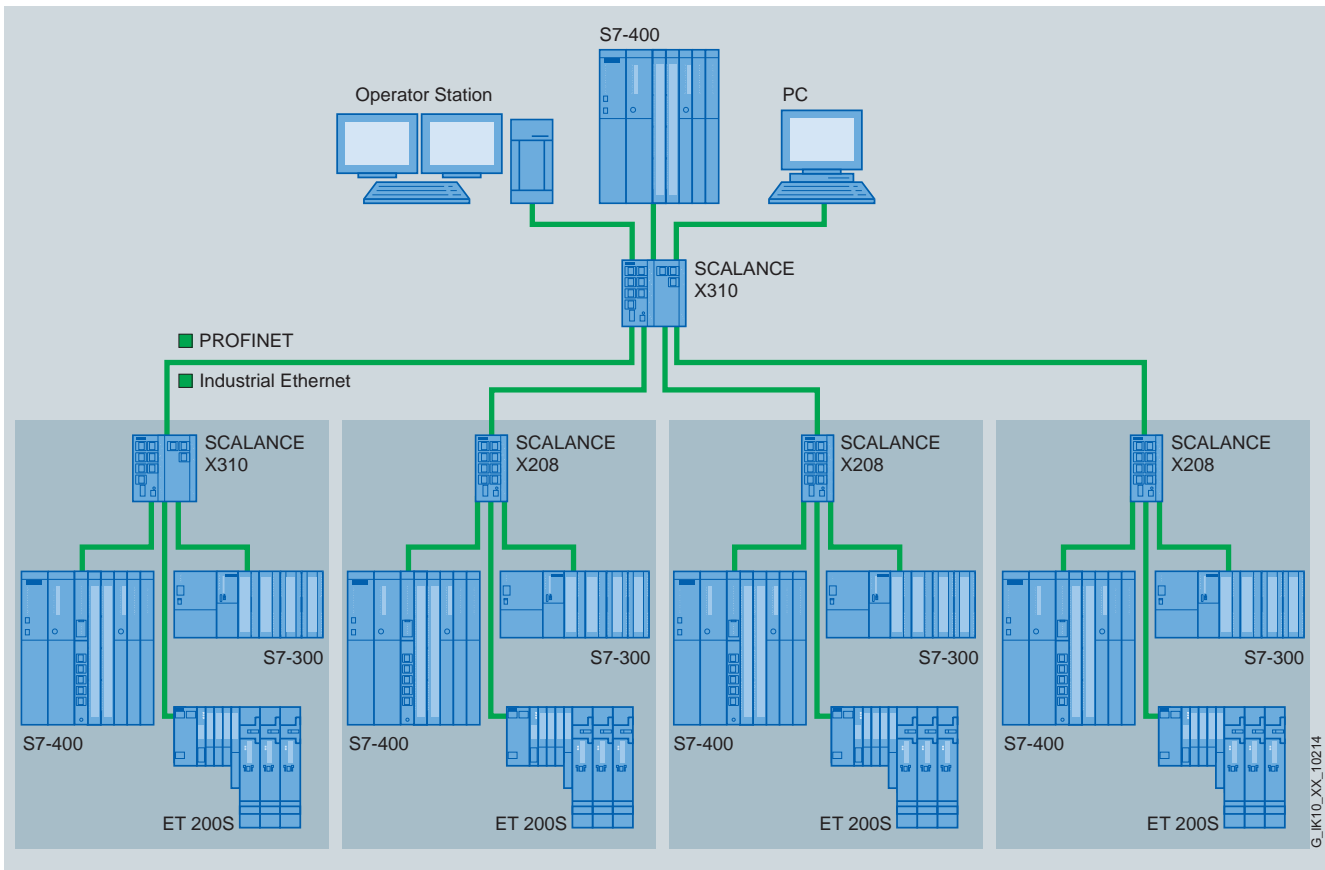 S7-400
Operator Station
PC
SCALANCE
X310
PROFINET
Industrial Ethernet
SCALANCE
X310
SCALANCE
X208
SCALANCE
X208
SCALANCE
X208
S7-300
S7-300
S7-300
S7-300
S7-400
S7-400
S7-400
S7-400
ET 200S
ET 200S
ET 200S
ET 200S
G_IK10_XX_10214